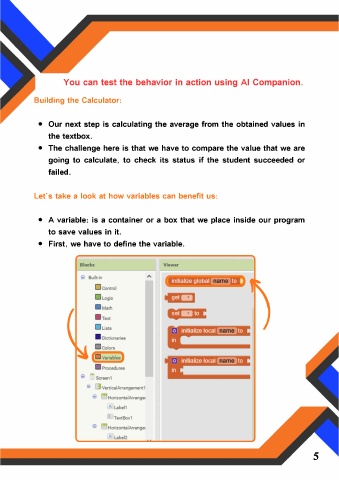 You can test the behavior in action using AI Companion.
Building the Calculator:
• Our next step is calculating the average from the obtained values in
the textbox.
• The challenge here is that we have to compare the value that we are
going to calculate, to check its status if the student succeeded or
failed.
Let's take a look at how variables can benefit us:
• A variable: is a container or a box that we place inside our program
to save values in it.
• First, we have to define the variable.
Blocks
Viewer
Built-in
Control
Logic
Math
Text
Lists
Dictionaries
Colors
Variables
Procedures
Screen1
VerticalArrangement1
HorizontalArranger
Label1
TextBox1
HorizontalArranger
Label2
initialize global name to
get
set to
initialize local name to
in
initialize local name to
in
5